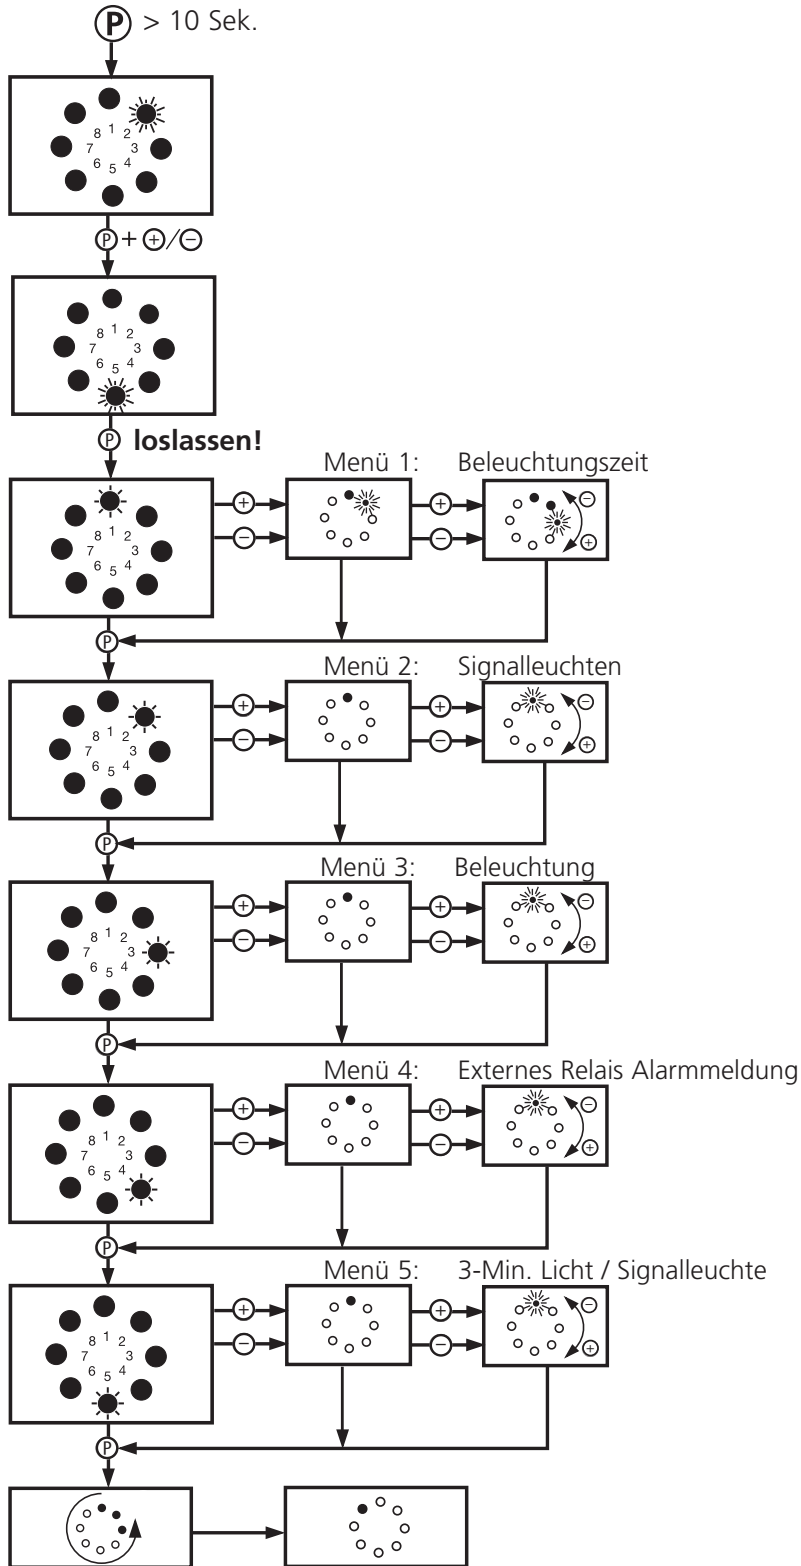 P > 10 Sek.
8 1 2
7 3
6 5 4
P + + / −
8 1 2
7 3
6 5 4
P loslassen!
Menü 1: Beleuchtungszeit
8 1 2
7 3
6 5 4
+ + −
− − +
P
Menü 2: Signalleuchten
8 1 2
7 3
6 5 4
+ + −
− − +
P
Menü 3: Beleuchtung
8 1 2
7 3
6 5 4
+ + −
− − +
P
Menü 4: Externes Relais Alarmmeldung
8 1 2
7 3
6 5 4
+ + −
− − +
P
Menü 5: 3-Min. Licht / Signalleuchte
8 1 2
7 3
6 5 4
+ + −
− − +
P